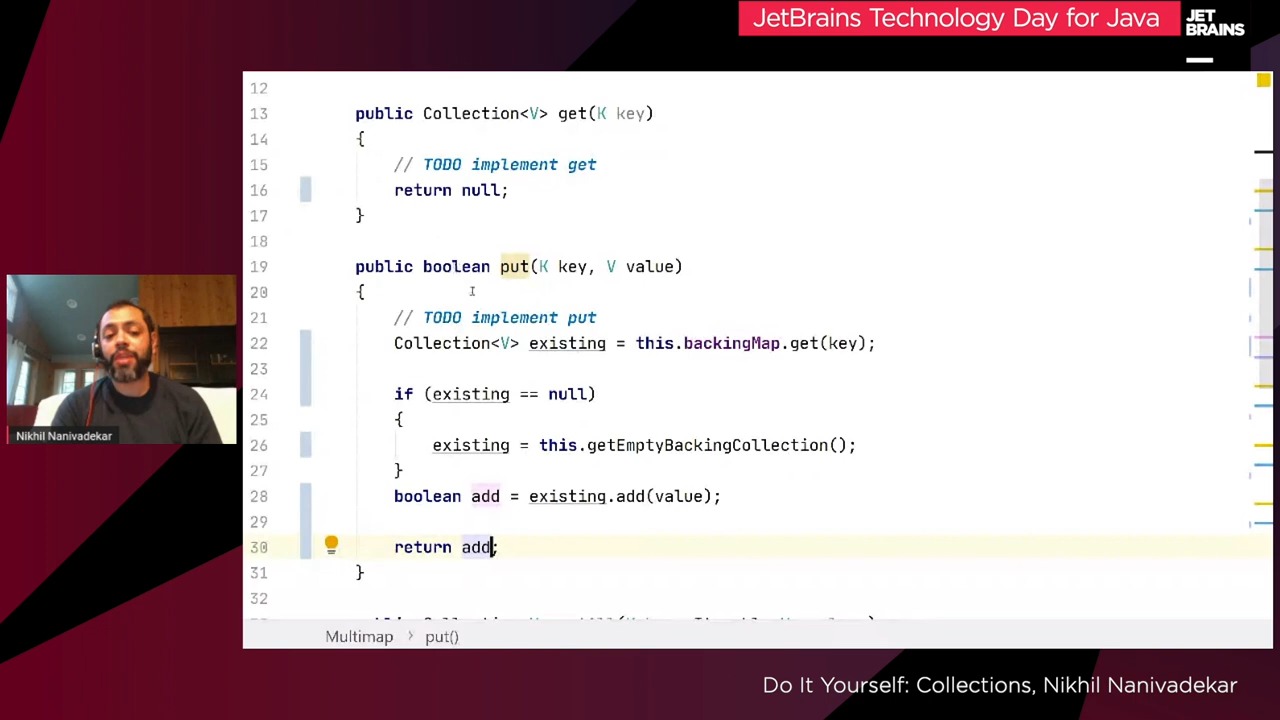 JetBrains Technology Day for Java
JET
BRAINS
12
13 public Collection<V> get(K key)
14 {
15 // TODO implement get
16 return null;
17 }
18
19 public boolean put(K key, V value)
20 {
21 // TODO implement put
22 Collection<V> existing = this.backingMap.get(key);
23
24 if (existing == null)
25 {
26 existing = this.getEmptyBackingCollection();
27 }
28 boolean add = existing.add(value);
29
30 return add;
31 }
32
Multimap > put()
Nikhil Nanivadekar
Do It Yourself: Collections, Nikhil Nanivadekar